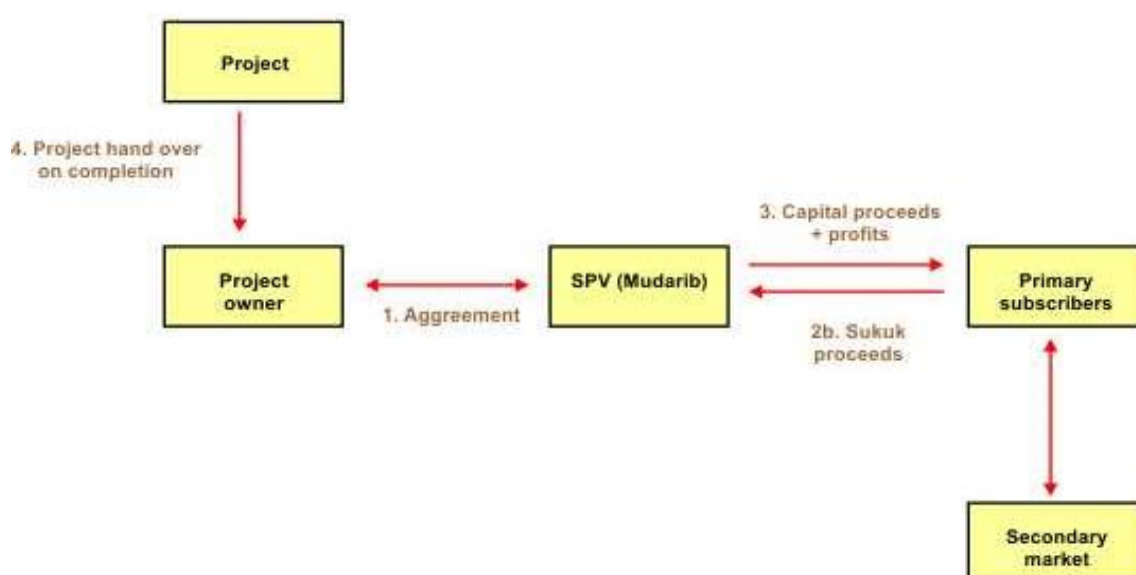 Project
4. Project hand over
on completion
Project
owner
1. Aggreement
SPV (Mudarib)
3. Capital proceeds
+ profits
2b. Sukuk
proceeds
Primary
subscribers
Secondary
market